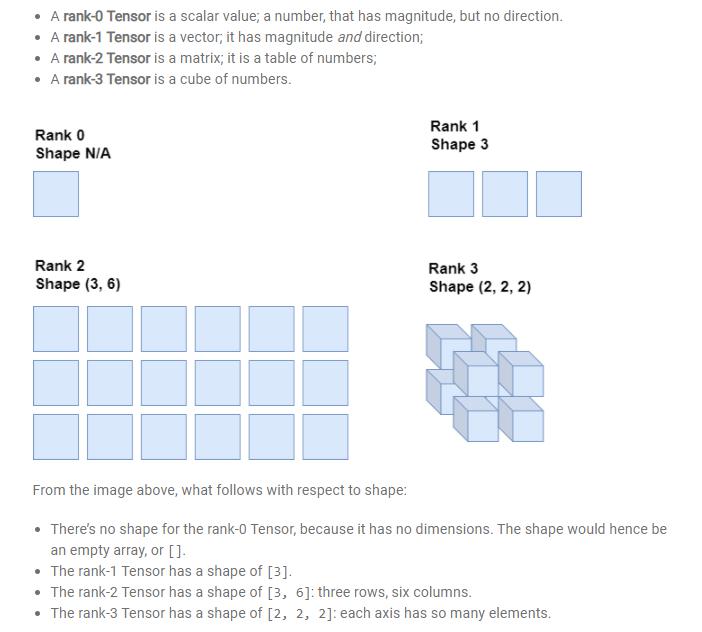 • A rank-0 Tensor is a scalar value; a number, that has magnitude, but no direction.
• A rank-1 Tensor is a vector; it has magnitude and direction;
• A rank-2 Tensor is a matrix; it is a table of numbers;
• A rank-3 Tensor is a cube of numbers.
Rank 0
Shape N/A
Rank 1
Shape 3
Rank 2
Shape (3, 6)
Rank 3
Shape (2, 2, 2)
From the image above, what follows with respect to shape:
• There's no shape for the rank-0 Tensor, because it has no dimensions. The shape would hence be
an empty array, or [].
• The rank-1 Tensor has a shape of [3].
• The rank-2 Tensor has a shape of [3, 6]: three rows, six columns.
• The rank-3 Tensor has a shape of [2, 2, 2]: each axis has so many elements.